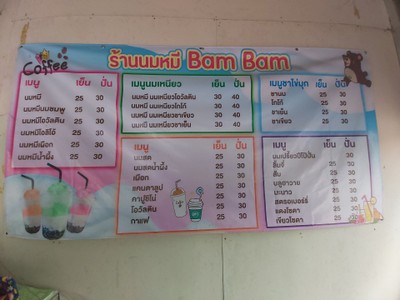 Coffee
ร้านนมหมี Bam Bam
เมนู เย็น ปั่น
นมหมี 25 30
นมหมีนมชมพู 25 30
นมหมีโอวัลติน 25 30
นมหมีโอริโอ้ 25 30
นมหมีเผือก 25 30
นมหมีน้ำผึ้ง 25 30
เมนูนมเหนียว เย็น ปั่น
นมหมี นมเหนียวโอวัลติน 30 40
นมหมี นมเหนียวโกโก้ 30 40
นมหมี นมเหนียวชาเขียว 30 40
นมหมี นมเหนียวชาเย็น 30 40
เมนูชาไข่มุก เย็น ปั่น
ชานม 25 30
โกโก้ 25 30
ชาเย็น 25 30
ชาเขียว 25 30
เมนู เย็น ปั่น
นมสด 25 30
นมสดน้ำผึ้ง 25 30
เผือก 25 30
แคนตาลูป 25 30
คาปูชิโน่ 25 30
โอวัลติน 25 30
กาแฟ 25 30
เมนู เย็น ปั่น
นมเปรี้ยวบีบีปั่น 25 30
ลิ้นจี่ 25 30
ส้ม 25 30
บลูฮาวาย 25 30
มะนาว 25 30
สตรอเบอร์รี่ 25 30
แดงโซดา 25 30
เขียวโซดา 25 30